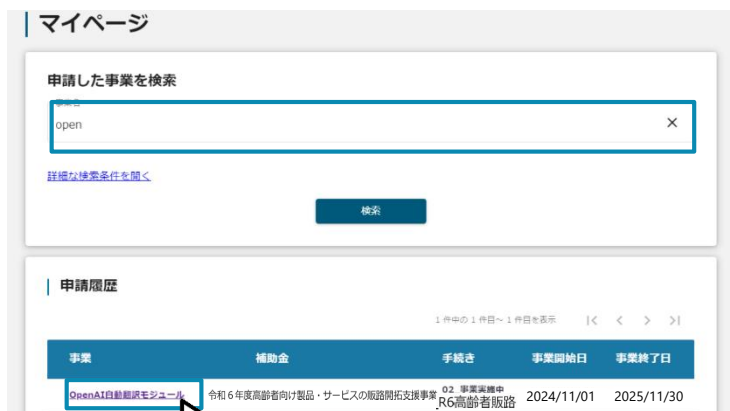 マイページ
申請した事業を検索
事業名
open
×
詳細な検索条件を開く
検索
申請履歴
1 件中の 1 件目～ 1 件目を表示
事業 補助金 手続き 事業開始日 事業終了日
OpenAI自動翻訳モジュール 令和６年度高齢者向け製品・サービスの販路開拓支援事業 02_事業実施中 R6高齢者販路 2024/11/01 2025/11/30